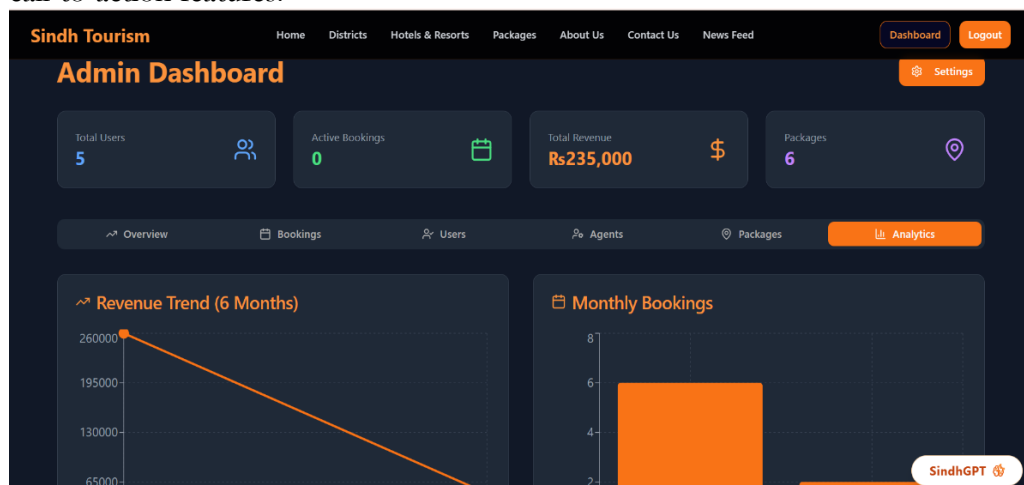 Sindh Tourism Home Districts Hotels & Resorts Packages About Us Contact Us News Feed Dashboard Logout
Admin Dashboard Settings
Total Users Active Bookings Total Revenue Packages
5 0 Rs235,000 6
Overview Bookings Users Agents Packages Analytics
Revenue Trend (6 Months) Monthly Bookings
260000 8
195000 6
130000 4
65000 2
SindhGPT